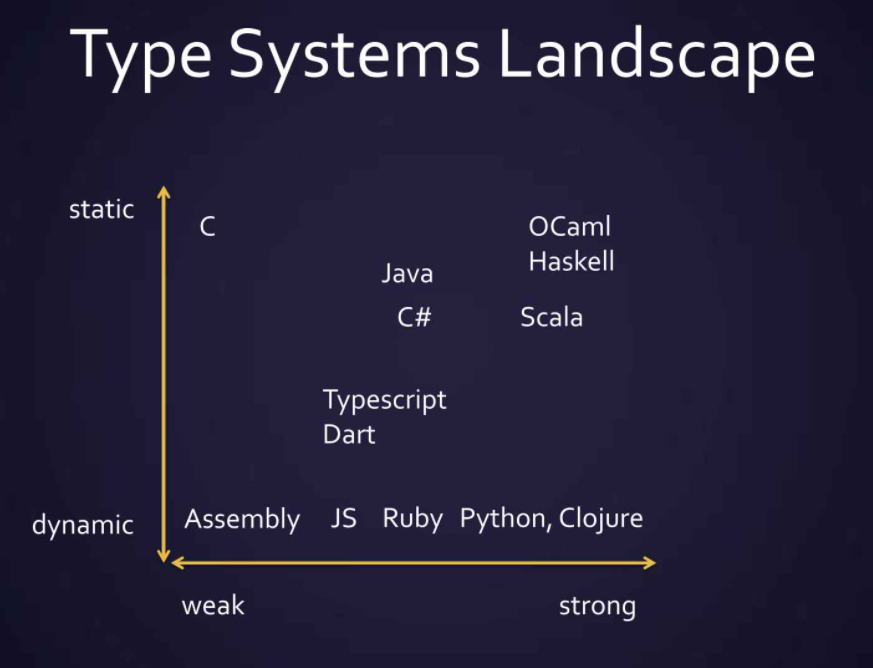 Type Systems Landscape
static
C
OCaml
Haskell
Java
C#
Scala
Typescript
Dart
dynamic
Assembly
JS
Ruby
Python, Clojure
weak
strong